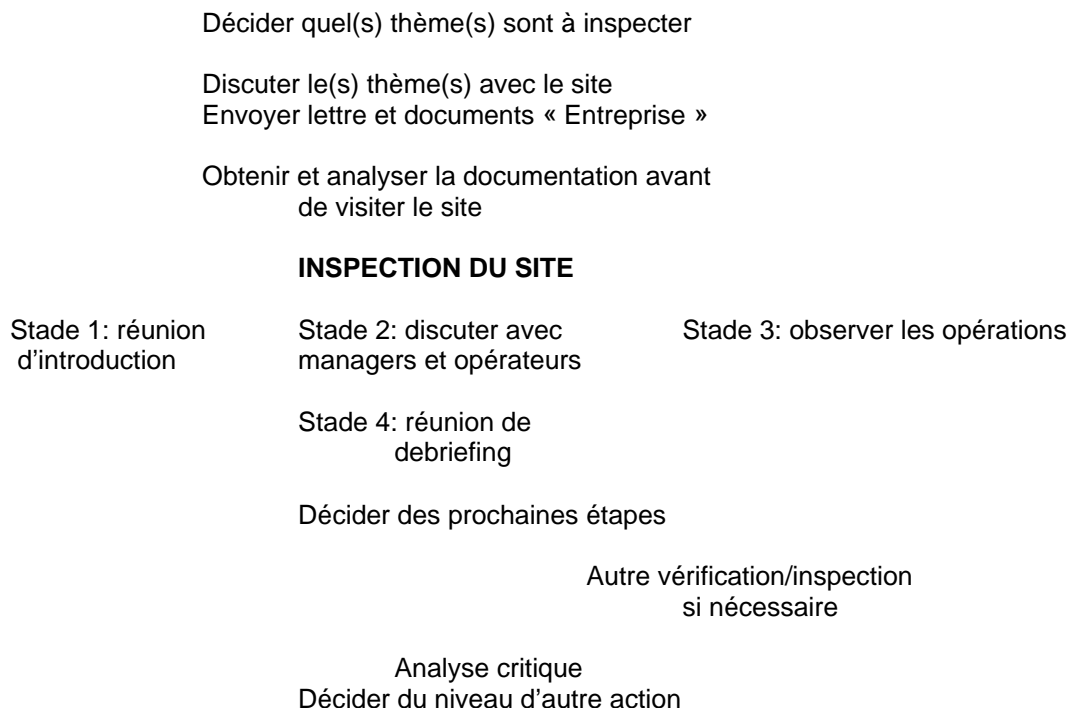 Décider quel(s) thème(s) sont à inspecter
Discuter le(s) thème(s) avec le site
Envoyer lettre et documents « Entreprise »
Obtenir et analyser la documentation avant
de visiter le site
INSPECTION DU SITE
Stade 1: réunion
d'introduction
Stade 2: discuter avec
managers et opérateurs
Stade 3: observer les opérations
Stade 4: réunion de
debriefing
Décider des prochaines étapes
Autre vérification/inspection
si nécessaire
Analyse critique
Décider du niveau d'autre action